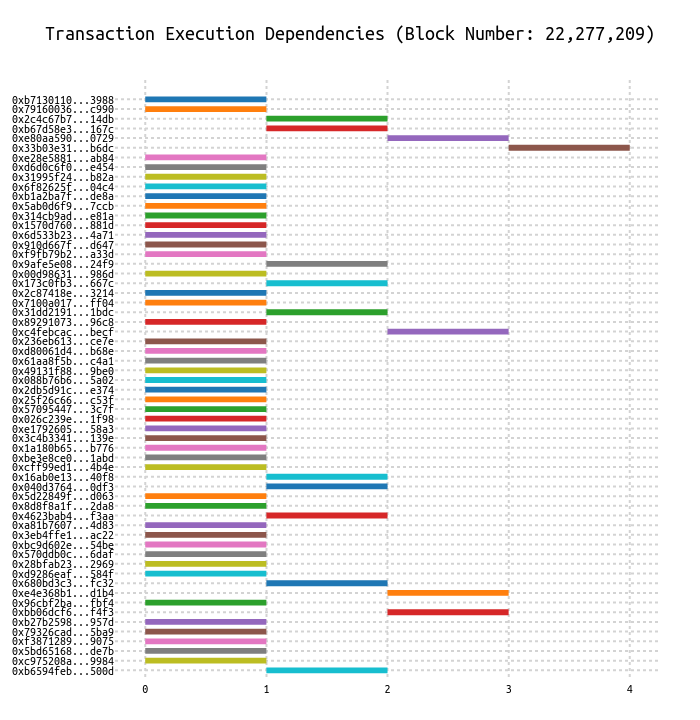 Transaction Execution Dependencies (Block Number: 22,277,209)
0xb7130110...3988
0x79160036...c990
0x2c4c67b7...14db
0xb67d58e3...167c
0xe80aa590...0729
0x33b03e31...b6dc
0xe28e5881...ab84
0xd6d0c6f0...e454
0x31995f24...b82a
0x6f82625f...04c4
0xb1a2ba7f...de8a
0x5ab0d6f9...7ccb
0x314cb9ad...e81a
0x1570d760...881d
0x6d533b23...4a71
0x910d667f...d647
0xf9fb79b2...a33d
0x9afe5e08...24f9
0x00d98631...986d
0x173c0fb3...667c
0x2c87418e...3214
0x7100a017...ff04
0x31dd2191...1bdc
0x89291073...96c8
0xc4febcac...becf
0x236eb613...ce7e
0xd80061d4...b68e
0x61aa8f5b...c4a1
0x49131f88...9be0
0x088b76b6...5a02
0x2db5d91c...e374
0x25f26c66...c53f
0x57095447...3c7f
0x026c239e...1f98
0xe1792605...58a3
0x3c4b3341...139e
0x1a180b65...b776
0xbe3e8ce0...1abd
0xcff99ed1...4b4e
0x16ab0e13...40f8
0x040d3764...0df3
0x5d22849f...d063
0x8d8f8a1f...2da8
0x4623bab4...f3aa
0xa81b7607...4d83
0x3eb4ffe1...ac22
0xbc9d602e...54be
0x570ddb0c...6daf
0x28bfab23...2969
0xd9286eaf...584f
0x680bd3c3...fc32
0xe4e368b1...d1b4
0x96cbf2ba...fbf4
0xbb06dcf6...f4f3
0xb27b2598...957d
0x79326cad...5ba9
0xf3871289...9075
0x5bd65168...de7b
0xc975208a...9984
0xb6594feb...500d
0 1 2 3 4